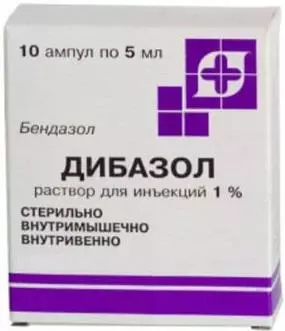 10 ампул по 5 мл
Бендазол
ДИБАЗОЛ
раствор для инъекций 1 %
СТЕРИЛЬНО
ВНУТРИМЫШЕЧНО
ВНУТРИВЕННО